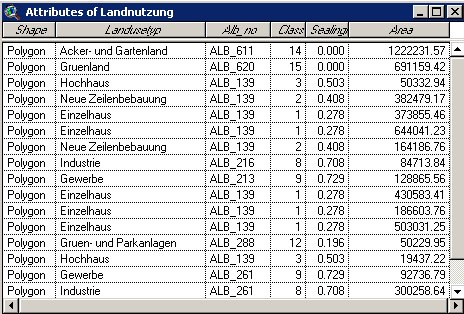 Attributes of Landnutzung
Shape Landusetyp Alb_no Class Sealing Area
Polygon Acker- und Gartenland ALB_611 14 0.000 1222231.57
Polygon Gruenland ALB_620 15 0.000 691159.42
Polygon Hochhaus ALB_139 3 0.503 50332.94
Polygon Neue Zeilenbebauung ALB_139 2 0.408 382479.17
Polygon Einzelhaus ALB_139 1 0.278 373855.46
Polygon Einzelhaus ALB_139 1 0.278 644041.23
Polygon Neue Zeilenbebauung ALB_139 2 0.408 164186.76
Polygon Industrie ALB_216 8 0.708 84713.84
Polygon Gewerbe ALB_213 9 0.729 128865.56
Polygon Einzelhaus ALB_139 1 0.278 430583.41
Polygon Einzelhaus ALB_139 1 0.278 186603.76
Polygon Einzelhaus ALB_139 1 0.278 503031.25
Polygon Gruen- und Parkanlagen ALB_288 12 0.196 50229.95
Polygon Hochhaus ALB_139 3 0.503 19437.22
Polygon Gewerbe ALB_261 9 0.729 92736.79
Polygon Industrie ALB_261 8 0.708 300258.64